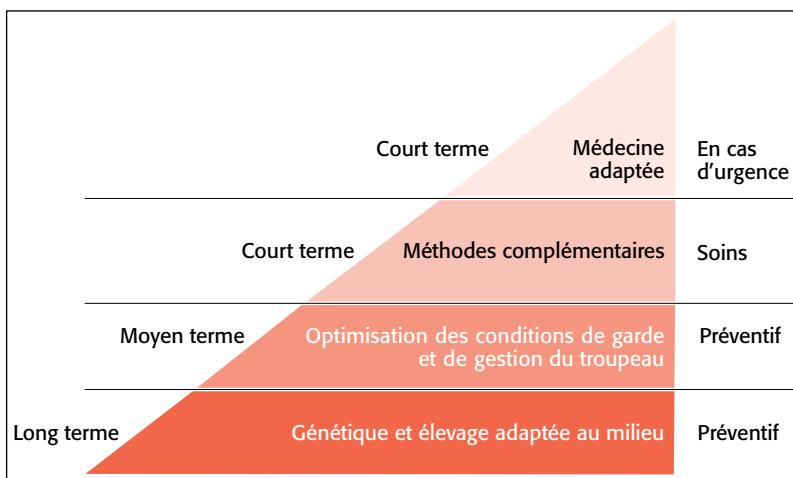 Court terme
Médecine
adaptée
En cas
d'urgence
Court terme
Méthodes complémentaires
Soins
Moyen terme
Optimisation des conditions de garde
et de gestion du troupeau
Préventif
Long terme
Génétique et élevage adaptée au milieu
Préventif